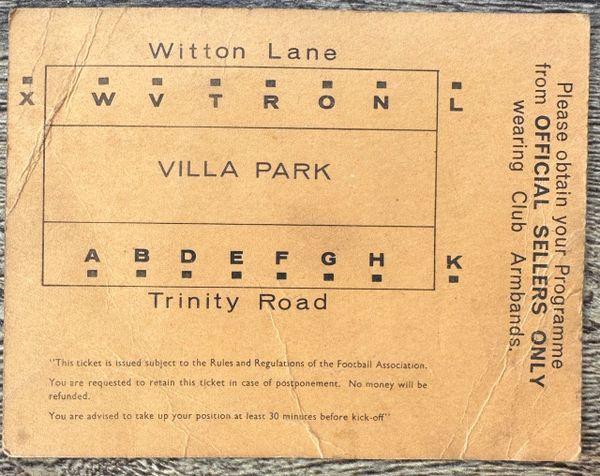 Witton Lane
X W V T R O N L
VILLA PARK
A B D E F G H K
Trinity Road
"This ticket is issued subject to the Rules and Regulations of the Football Association.
You are requested to retain this ticket in case of postponement. No money will be
refunded.
You are advised to take up your position at least 30 minutes before kick-off"
Please obtain your Programme
from OFFICIAL SELLERS ONLY
wearing Club Armbands.